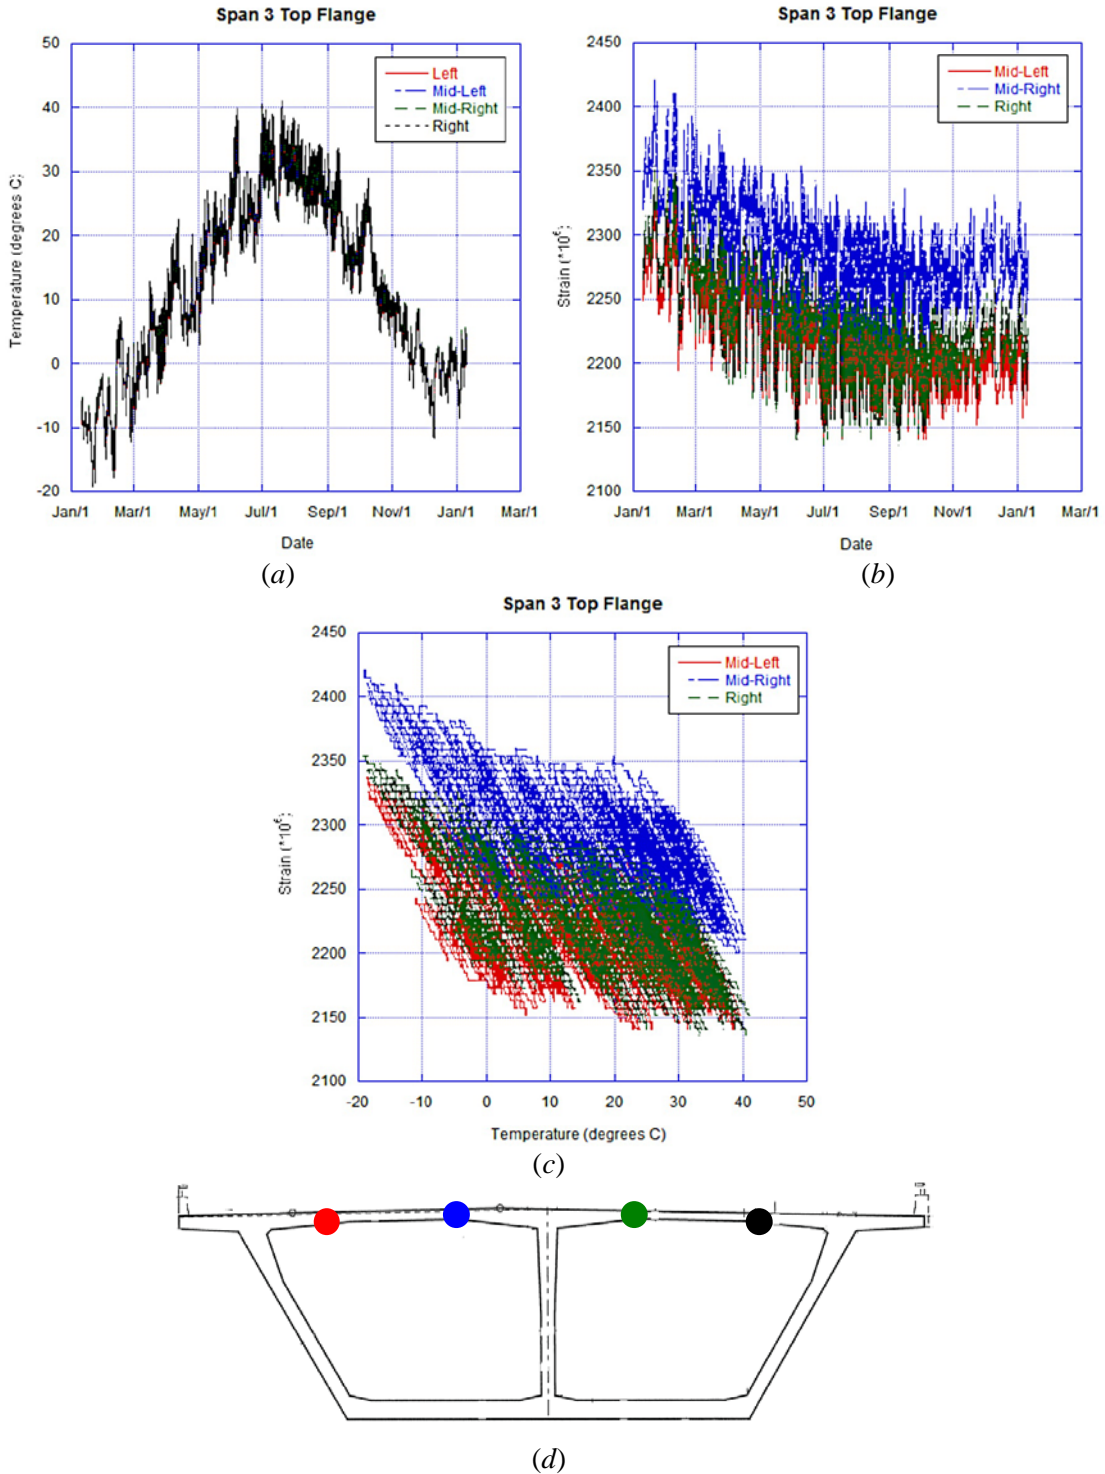 Span 3 Top Flange
50
40
30
20
10
0
-10
-20
Temperature (degrees C;
Left
Mid-Left
Mid-Right
Right
Jan/1 Mar/1 May/1 Jul/1 Sep/1 Nov/1 Jan/1 Mar/1
Date
(a)
Span 3 Top Flange
2450
2400
2350
2300
2250
2200
2150
2100
Strain (*10⁶;
Mid-Left
Mid-Right
Right
Jan/1 Mar/1 May/1 Jul/1 Sep/1 Nov/1 Jan/1 Mar/1
Date
(b)
Span 3 Top Flange
2450
2400
2350
2300
2250
2200
2150
2100
Strain (*10⁶;
Mid-Left
Mid-Right
Right
-20 -10 0 10 20 30 40 50
Temperature (degrees C)
(c)
(d)